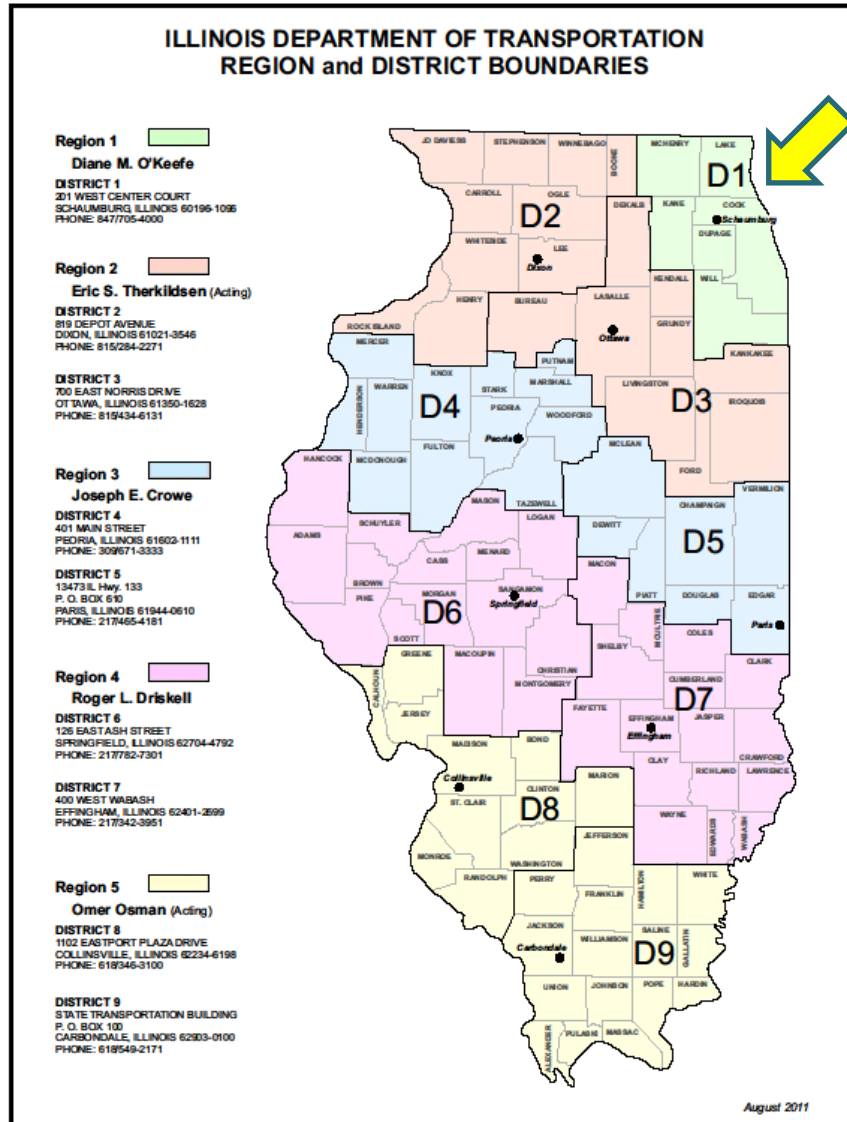 ILLINOIS DEPARTMENT OF TRANSPORTATION
REGION and DISTRICT BOUNDARIES
Region 1
Diane M. O'Keefe
DISTRICT 1
201 WEST CENTER COURT
SCHAUMBURG, ILLINOIS 60196-1096
PHONE: 847/705-4000
Region 2
Eric S. Therkildsen (Acting)
DISTRICT 2
819 DEPOT AVENUE
DIXON, ILLINOIS 61021-3546
PHONE: 815/284-2271
DISTRICT 3
700 EAST NORRIS DRIVE
OTTAWA, ILLINOIS 61350-1628
PHONE: 815/434-6131
Region 3
Joseph E. Crowe
DISTRICT 4
401 MAIN STREET
PEORIA, ILLINOIS 61602-1111
PHONE: 309/671-3333
DISTRICT 5
13473 IL Hwy. 133
P. O. BOX 610
PARIS, ILLINOIS 61944-0610
PHONE: 217/465-4181
Region 4
Roger L. Driskell
DISTRICT 6
126 EAST ASH STREET
SPRINGFIELD, ILLINOIS 62704-4792
PHONE: 217/782-7301
DISTRICT 7
400 WEST WABASH
EFFINGHAM, ILLINOIS 62401-2699
PHONE: 217/342-3951
Region 5
Omer Osman (Acting)
DISTRICT 8
1102 EASTPORT PLAZA DRIVE
COLLINSVILLE, ILLINOIS 62234-6198
PHONE: 618/346-3100
DISTRICT 9
STATE TRANSPORTATION BUILDING
P. O. BOX 100
CARBONDALE, ILLINOIS 62903-0100
PHONE: 618/549-2171
JO DAVIESS
STEPHENSON
WINNEBAGO
BOONE
MCHENRY
LAKE
D1
CARROLL
OGLE
D2
DEKALB
KANE
COOK
Schaumburg
DUPAGE
WHITESIDE
LEE
Dixon
KENDALL
WILL
HENRY
BUREAU
LASALLE
ROCK ISLAND
Ottawa
GRUNDY
MERCER
PUTNAM
KANKAKEE
KNOX
STARK
MARSHALL
LIVINGSTON
HENDERSON
WARREN
D4
PEORIA
D3
IROQUOIS
WOODFORD
Peoria
FULTON
MCLEAN
HANCOCK
MCDONOUGH
FORD
MASON
TAZEWELL
VERMILION
SCHUYLER
LOGAN
CHAMPAIGN
ADAMS
DEWITT
MENARD
CASS
D5
MACON
BROWN
MORGAN
SANGAMON
PIKE
D6
Springfield
PIATT
DOUGLAS
EDGAR
Paris
SCOTT
MOULTRIE
SHELBY
COLES
GREENE
MACOUPIN
CHRISTIAN
CLARK
CALHOUN
MONTGOMERY
CUMBERLAND
D7
JERSEY
FAYETTE
EFFINGHAM
JASPER
Effingham
MADISON
BOND
CLAY
CRAWFORD
Collinsville
MARION
RICHLAND
LAWRENCE
CLINTON
ST. CLAIR
D8
WAYNE
EDWARDS
WABASH
JEFFERSON
MONROE
WASHINGTON
RANDOLPH
PERRY
HAMILTON
WHITE
FRANKLIN
JACKSON
SALINE
WILLIAMSON
GALLATIN
Carbondale
D9
UNION
JOHNSON
POPE
HARDIN
ALEXANDER
PULASKI
MASSAC
August 2011